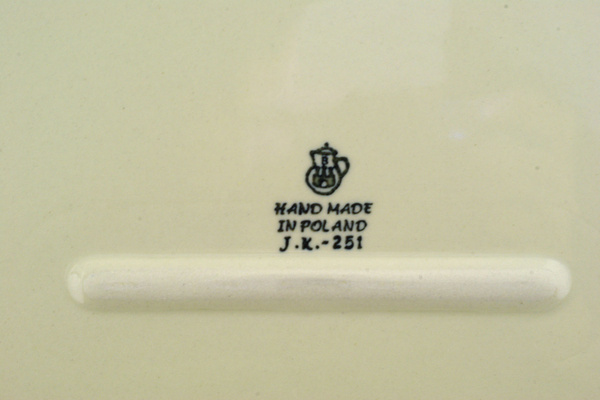 B
HAND MADE
IN POLAND
J.K.-251